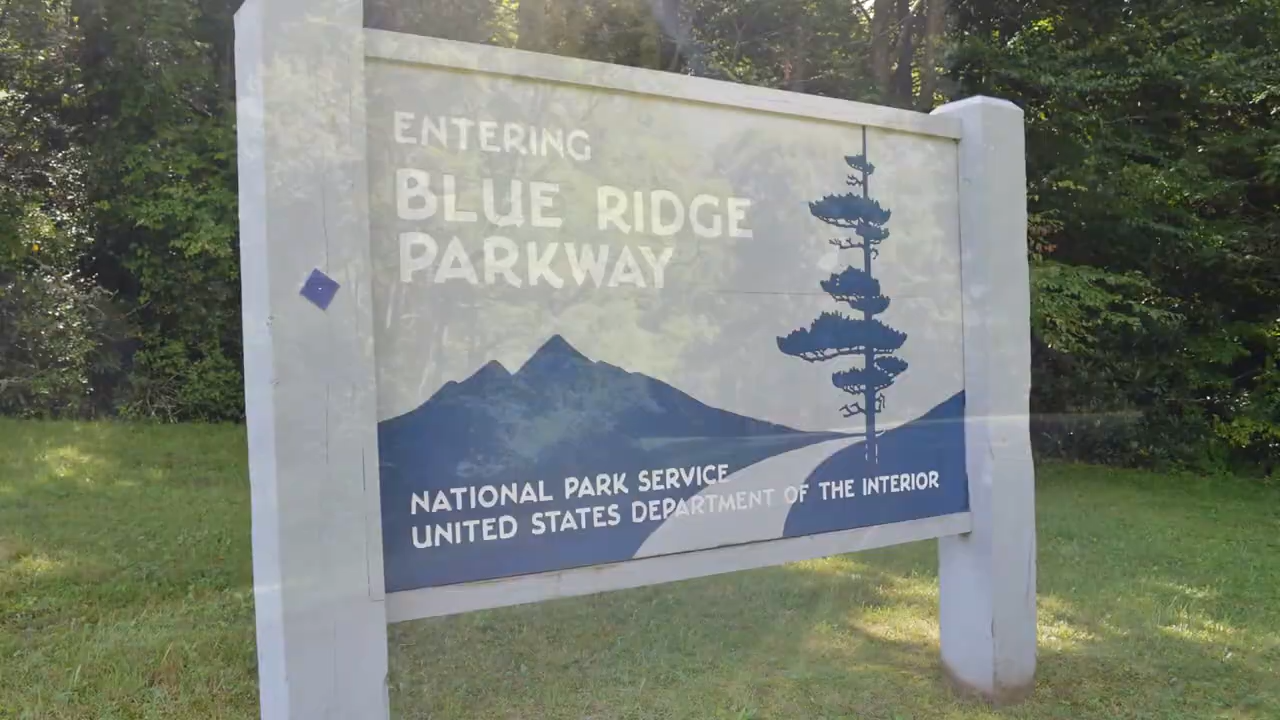 ENTERING
BLUE RIDGE
PARKWAY
NATIONAL PARK SERVICE
UNITED STATES DEPARTMENT OF THE INTERIOR